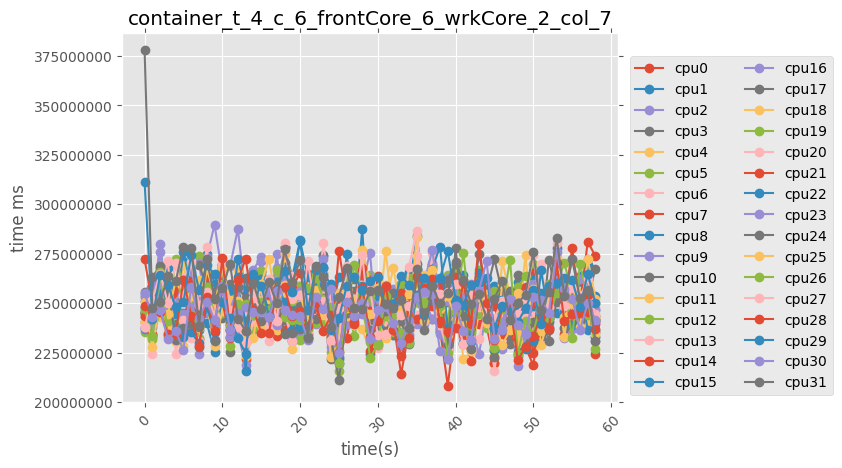 container_t_4_c_6_frontCore_6_wrkCore_2_col_7
time ms
375000000
350000000
325000000
300000000
275000000
250000000
225000000
200000000
0
10
20
30
40
50
60
time(s)
cpu0
cpu1
cpu2
cpu3
cpu4
cpu5
cpu6
cpu7
cpu8
cpu9
cpu10
cpu11
cpu12
cpu13
cpu14
cpu15
cpu16
cpu17
cpu18
cpu19
cpu20
cpu21
cpu22
cpu23
cpu24
cpu25
cpu26
cpu27
cpu28
cpu29
cpu30
cpu31